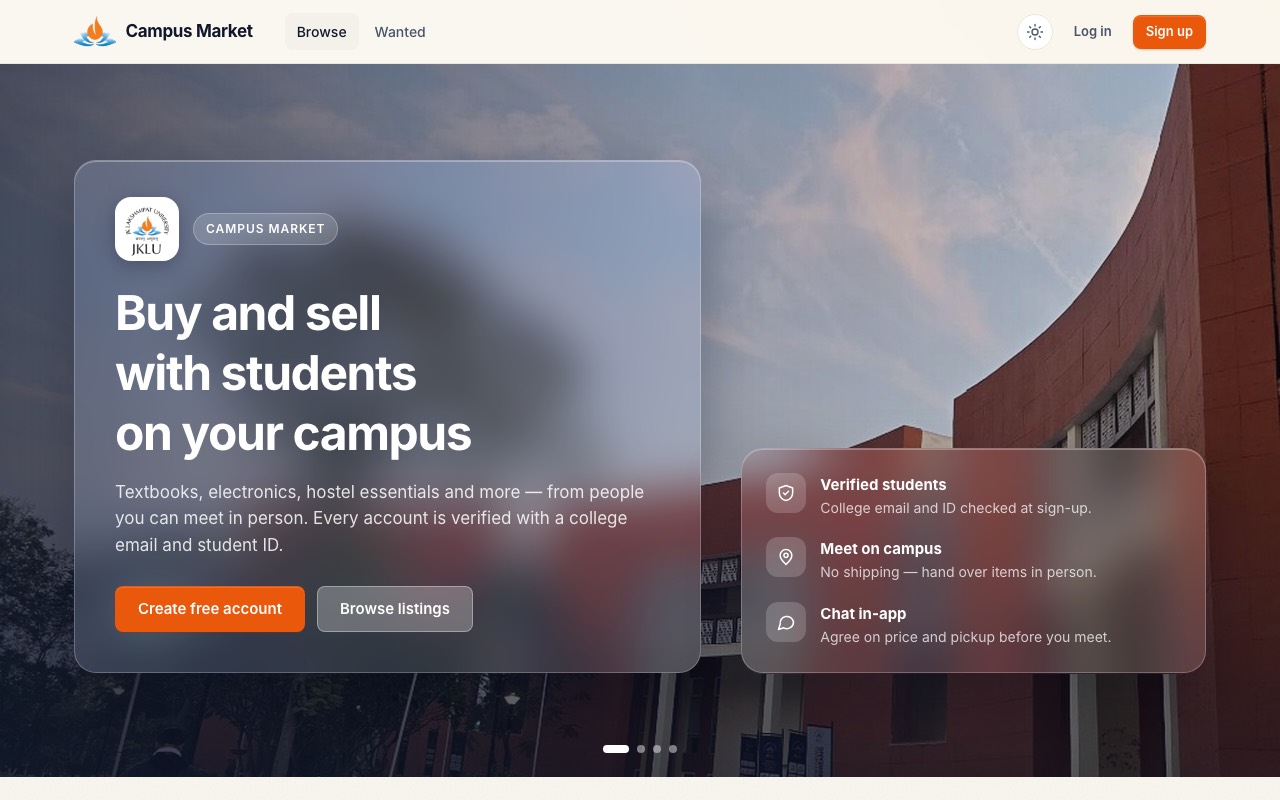 Campus Market
Browse
Wanted
Log in
Sign up
JK LAKSHMIPAT UNIVERSITY
JKLU
CAMPUS MARKET
Buy and sell
with students
on your campus
Textbooks, electronics, hostel essentials and more — from people
you can meet in person. Every account is verified with a college
email and student ID.
Create free account
Browse listings
Verified students
College email and ID checked at sign-up.
Meet on campus
No shipping — hand over items in person.
Chat in-app
Agree on price and pickup before you meet.